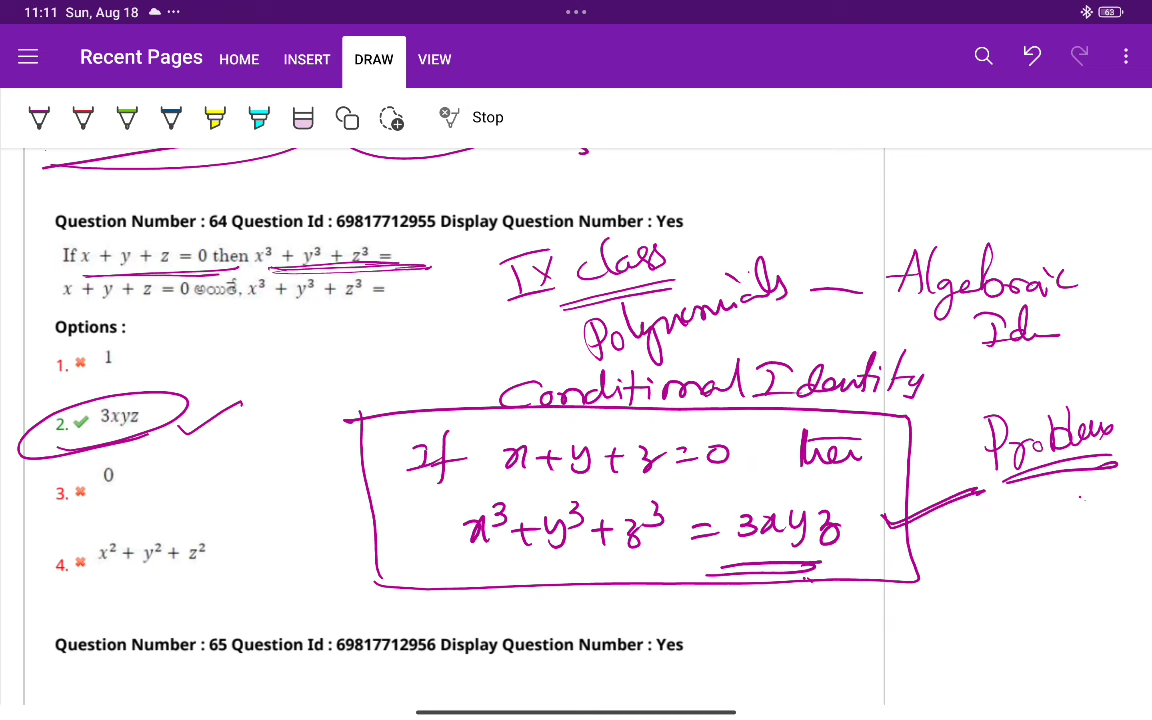 11:11 Sun, Aug 18
63
Recent Pages HOME INSERT DRAW VIEW
Stop
Question Number : 64 Question Id : 69817712955 Display Question Number : Yes
If x + y + z = 0 then x³ + y³ + z³ =
x + y + z = 0 అయితే, x³ + y³ + z³ =
Options :
1. 1
2. 3xyz
3. 0
4. x² + y² + z²
IX class
Polynomials — Algebraic
Id
Conditional Identity
If x+y+z=0 then
x³+y³+z³ = 3xyz
Problems
Question Number : 65 Question Id : 69817712956 Display Question Number : Yes